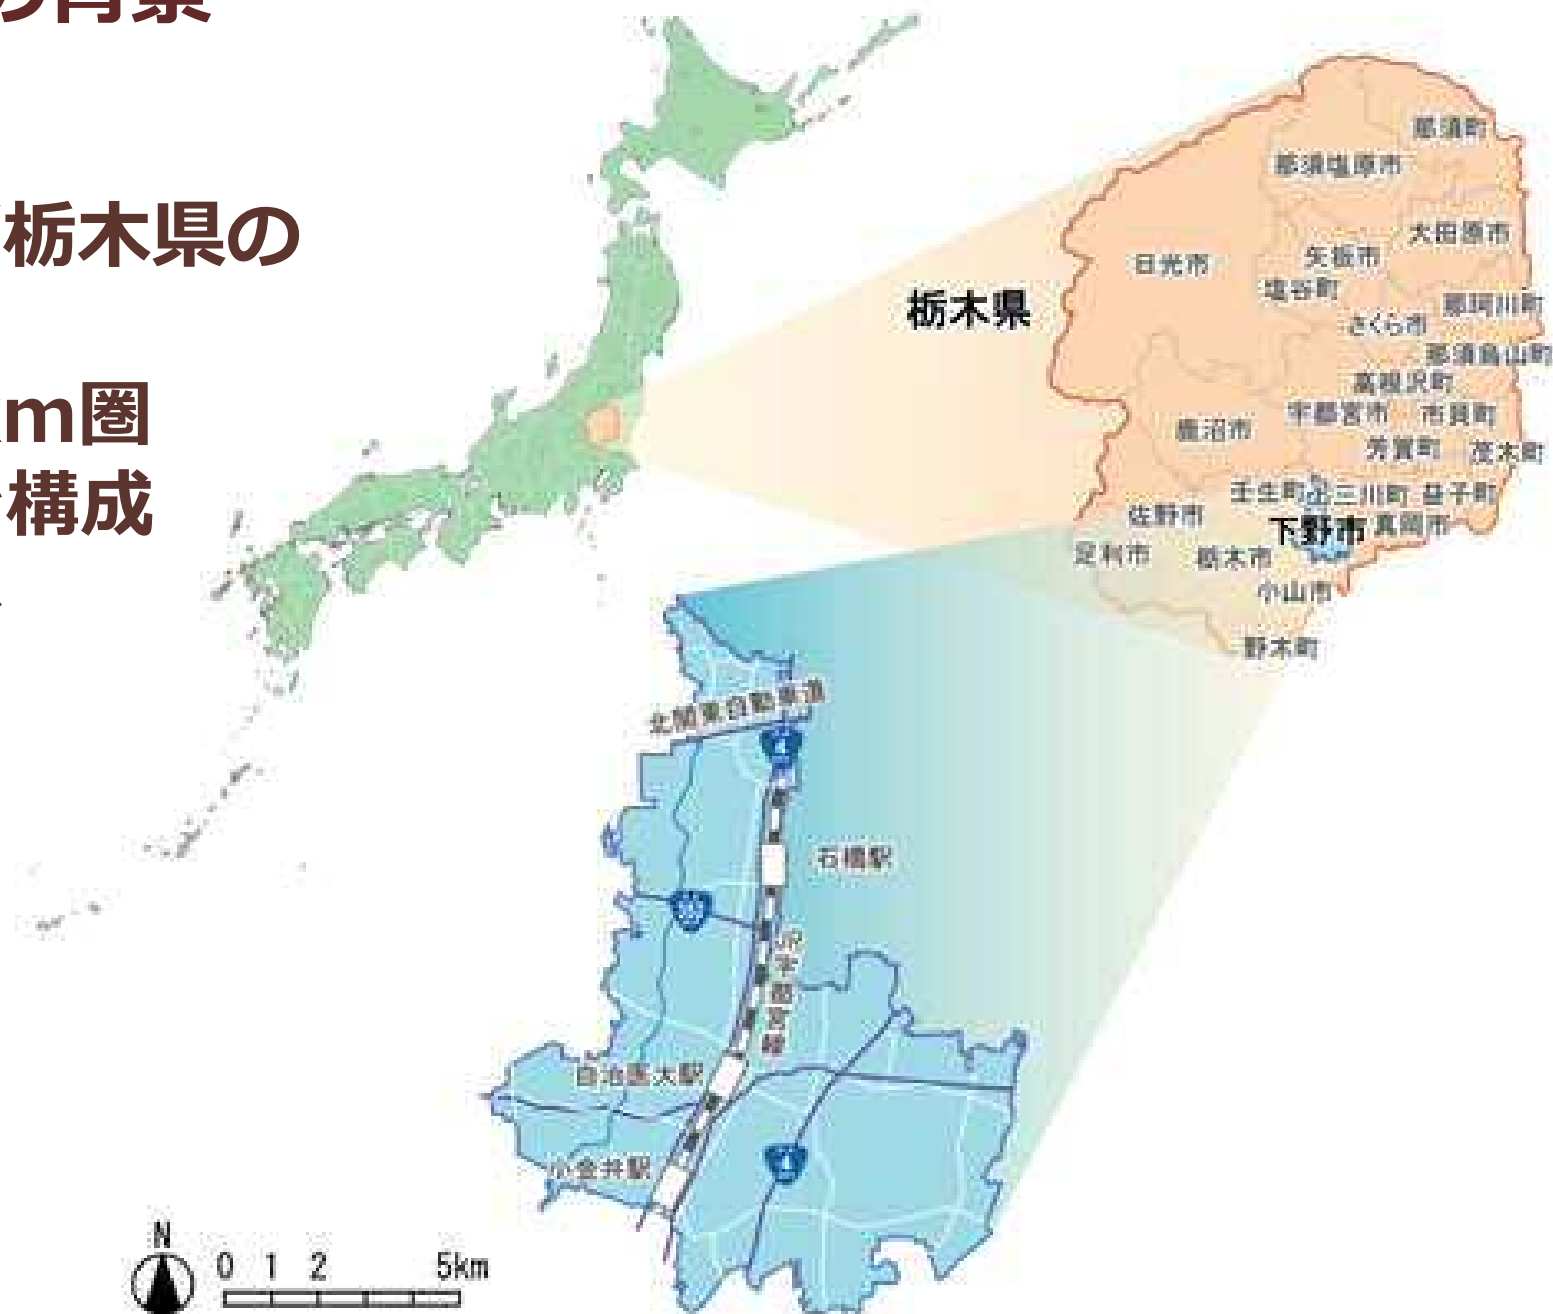 の背景
栃木県の
km圏
構成
栃木県
那須町
那須塩原市
大田原市
矢板市
日光市
塩谷町
那珂川町
さくら市
那須烏山町
高根沢町
宇都宮市
市貝町
鹿沼市
芳賀町
茂木町
壬生町
上三川町
益子町
佐野市
下野市
真岡市
足利市
栃木市
小山市
野木町
北関東自動車道
4
石橋駅
JR宇都宮線
自治医大駅
小金井駅
4
N
0 1 2 5km